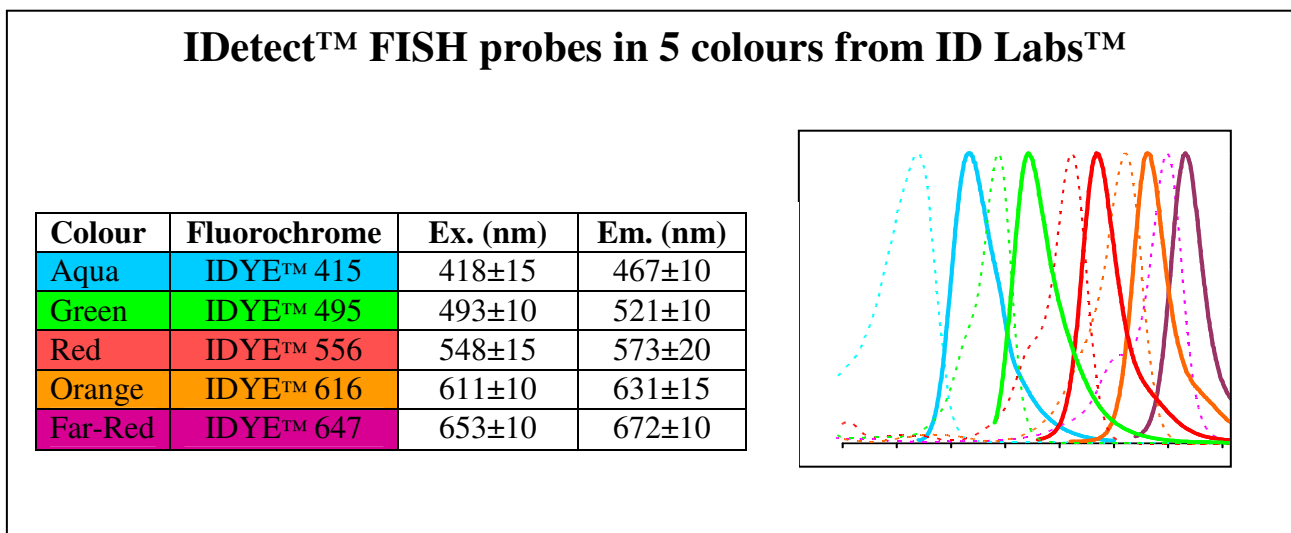 IDetect™ FISH probes in 5 colours from ID Labs™
Colour Fluorochrome Ex. (nm) Em. (nm)
Aqua IDYE™ 415 418±15 467±10
Green IDYE™ 495 493±10 521±10
Red IDYE™ 556 548±15 573±20
Orange IDYE™ 616 611±10 631±15
Far-Red IDYE™ 647 653±10 672±10